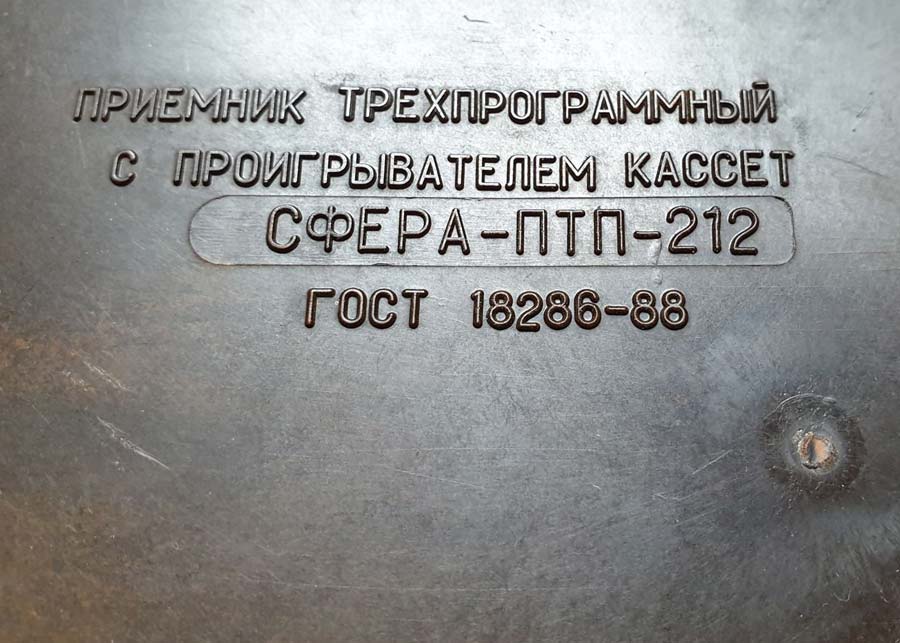 ПРИЕМНИК ТРЕХПРОГРАММНЫЙ
С ПРОИГРЫВАТЕЛЕМ КАССЕТ
СФЕРА-ПТП-212
ГОСТ 18286-88